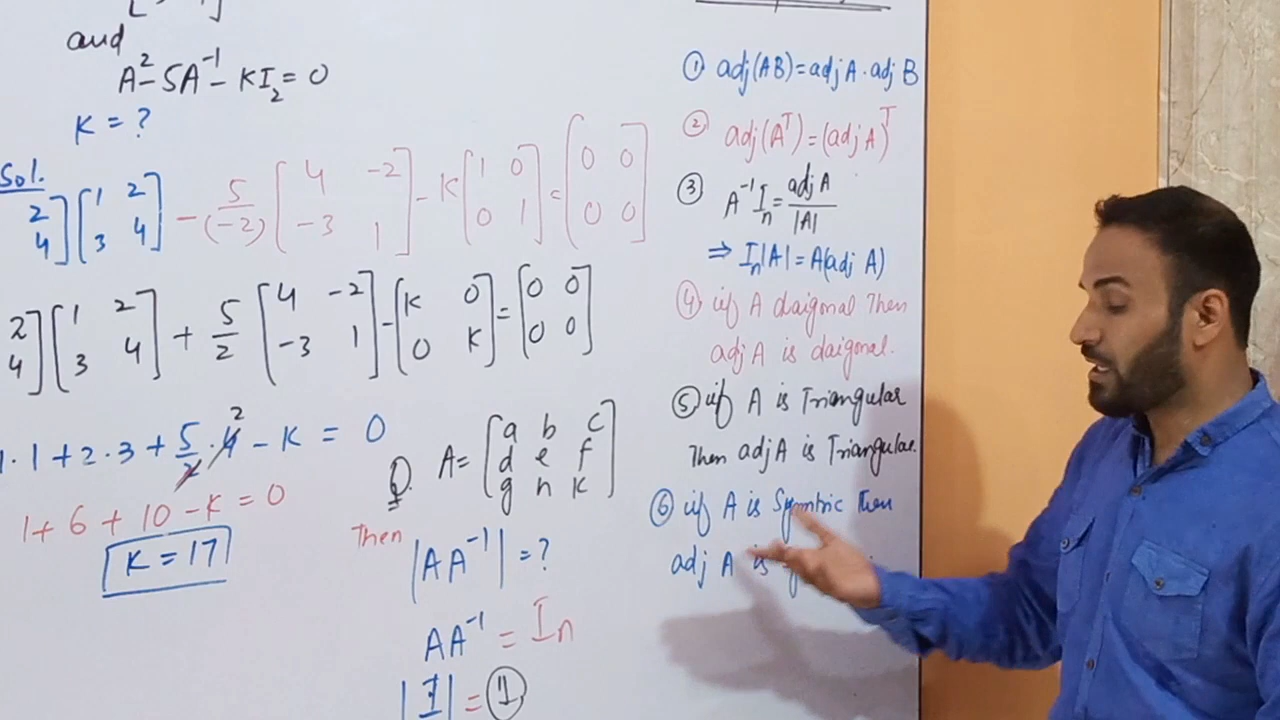 and
A² - 5A⁻¹ - KI₂ = 0
K = ?
Sol.
2 4] [1 2 3 4] - 5/(-2) [4 -2 -3 1] - K [1 0 0 1] = [0 0 0 0]
2 4] [1 2 3 4] + 5/2 [4 -2 -3 1] - [K 0 0 K] = [0 0 0 0]
1.1 + 2.3 + 5/2 . 4 2 - K = 0
1 + 6 + 10 - K = 0
K = 17
Q. A = [a b c d e f g h k]
Then
|AA⁻¹| = ?
AA⁻¹ = In
|I| = 1
① adj(AB) = adj A . adj B
② adj(Aᵀ) = (adj A)ᵀ
③ A⁻¹ In = adj A / |A|
⇒ In|A| = A(adj A)
④ if A daigonal Then
adj A is daigonal.
⑤ if A is Triangular
Then adj A is Triangular.
⑥ if A is Symtric Then
adj A is